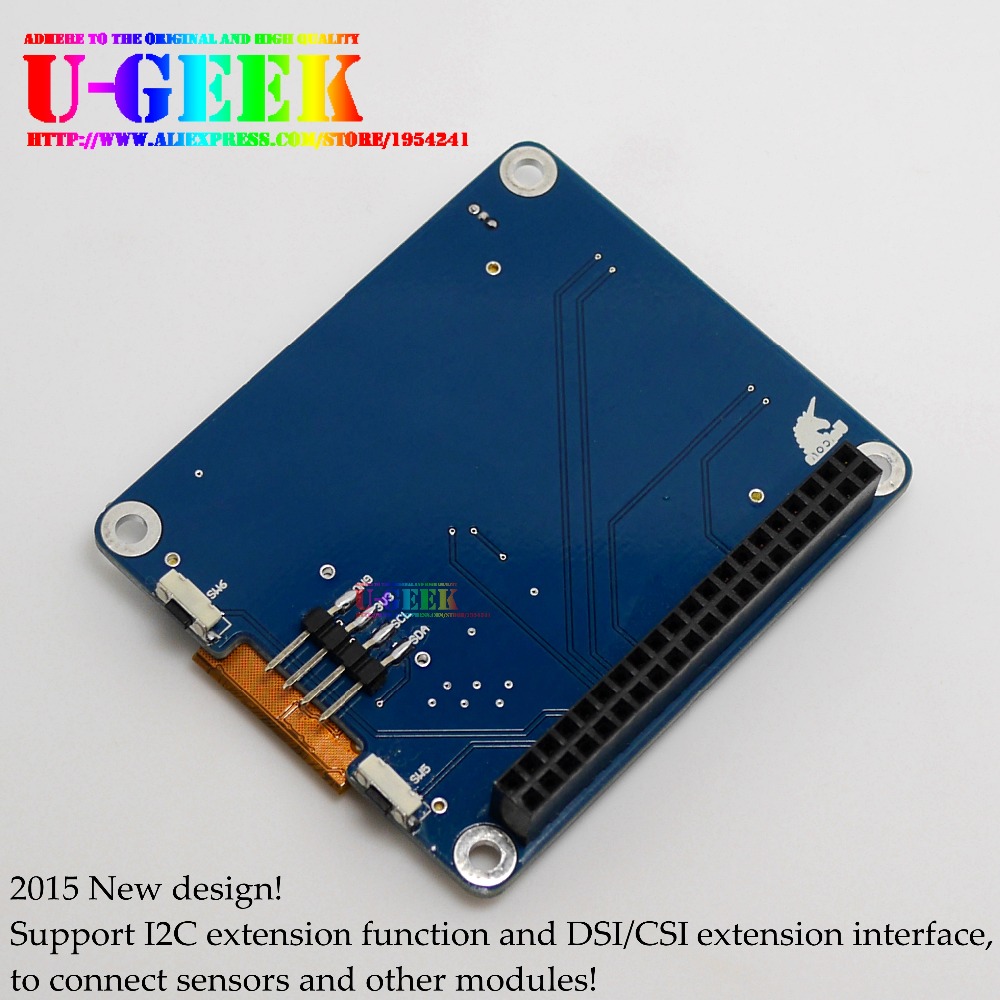 ADHERE TO THE ORIGINAL AND HIGH QUALITY
U-GEEK
HTTP://WWW.ALIEXPRESS.COM/STORE/1954241
SW6
3V3
SCL
SDA
U-GEEK
SW5
2015 New design!
Support I2C extension function and DSI/CSI extension interface,
to connect sensors and other modules!